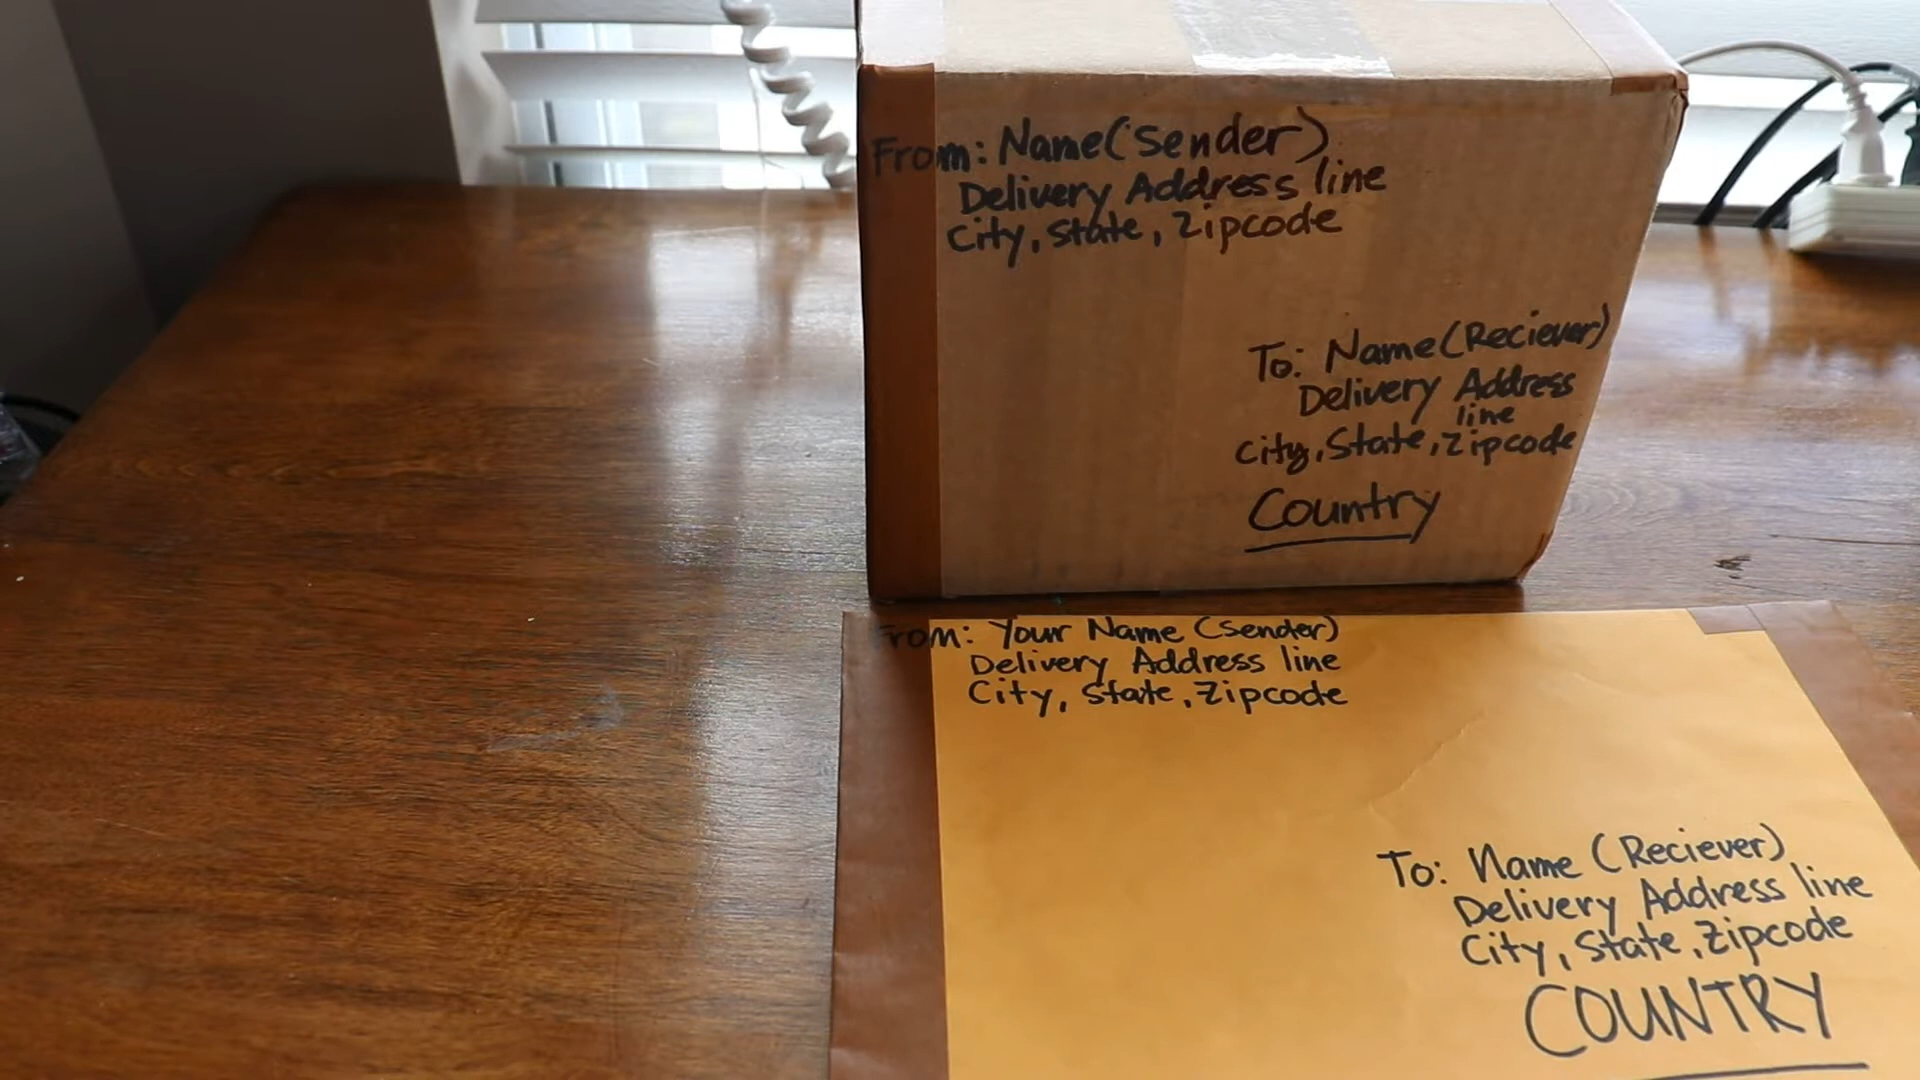 From: Name (Sender)
Delivery Address line
City, State, Zipcode
To: Name (Reciever)
Delivery Address
line
City, State, Zipcode
Country
From: Your Name (Sender)
Delivery Address line
City, State, Zipcode
To: Name (Reciever)
Delivery Address line
City, State, Zipcode
COUNTRY